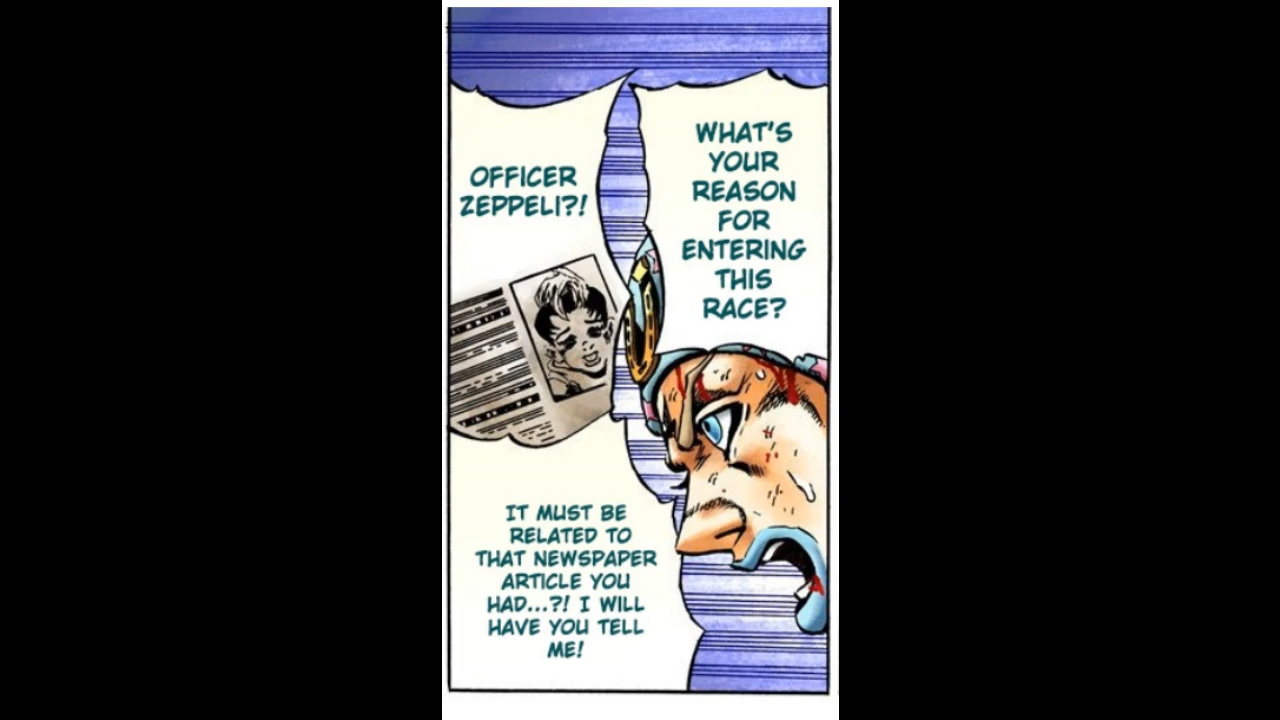 WHAT'S
YOUR
REASON
FOR
ENTERING
THIS
RACE?
OFFICER
ZEPPELI?!
IT MUST BE
RELATED TO
THAT NEWSPAPER
ARTICLE YOU
HAD...?! I WILL
HAVE YOU TELL
ME!